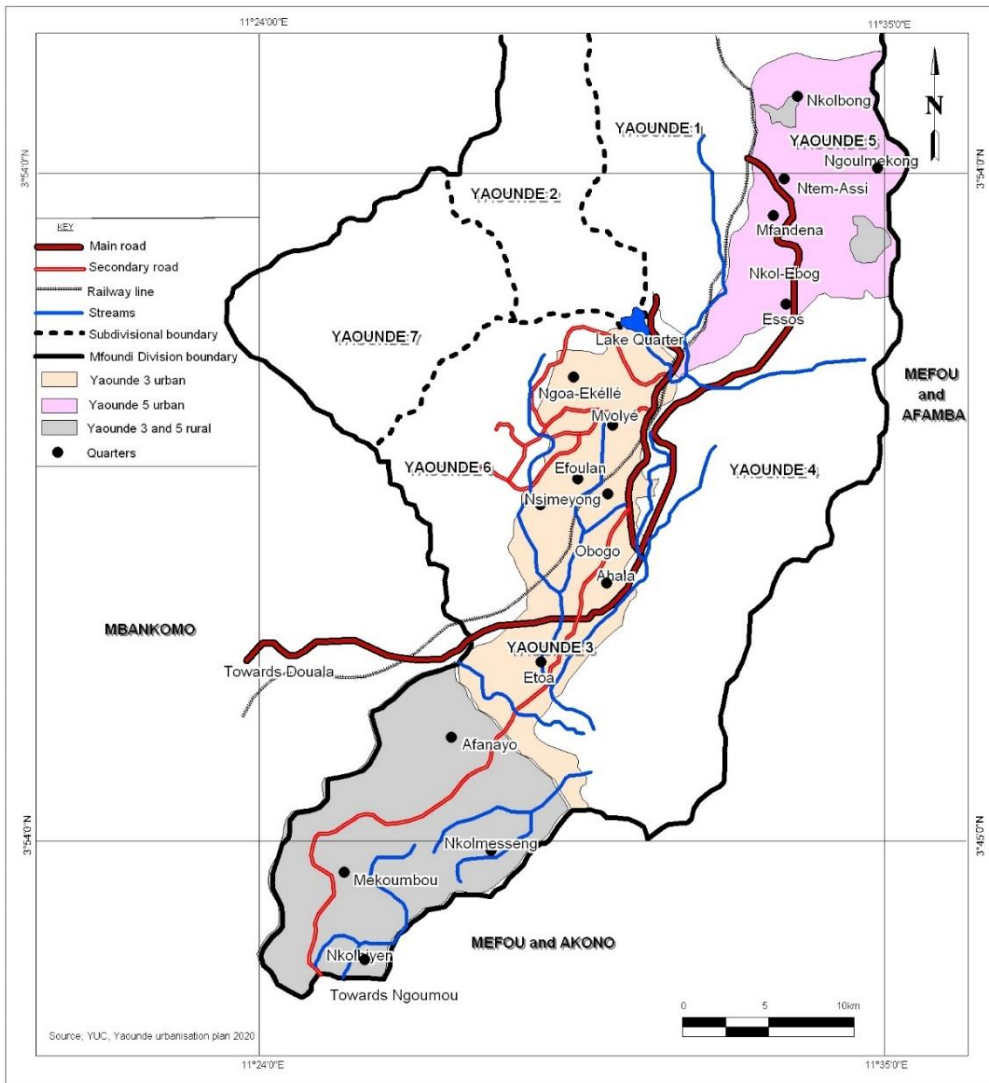 11°24'00"E
11°35'0"E
3°54'0"N
3°54'0"N
N
Nkolbong
YAOUNDE 1
YAOUNDE 5
Ngoulmekong
Ntem-Assi
YAOUNDE 2
Mfandena
Nkol-Ebog
Essos
KEY
Main road
Secondary road
Railway line
Streams
Subdivisional boundary
Mfoundi Division boundary
Yaounde 3 urban
Yaounde 5 urban
Yaounde 3 and 5 rural
Quarters
YAOUNDE 7
Lake Quarter
MEFOU
and
AFAMBA
Ngoa-Ekéllé
Mvolyé
YAOUNDE 6
Efoulan
YAOUNDE 4
Nsimeyong
Obogo
Ahala
MBANKOMO
YAOUNDE 3
Towards Douala
Etoa
Afanayo
3°54'0"N
3°45'0"N
Nkolmesseng
Mekoumbou
MEFOU and AKONO
Nkolbiyen
Towards Ngoumou
0 5 10km
Source; YUC, Yaounde urbanisation plan 2020
11°24'0"E
11°35'0"E